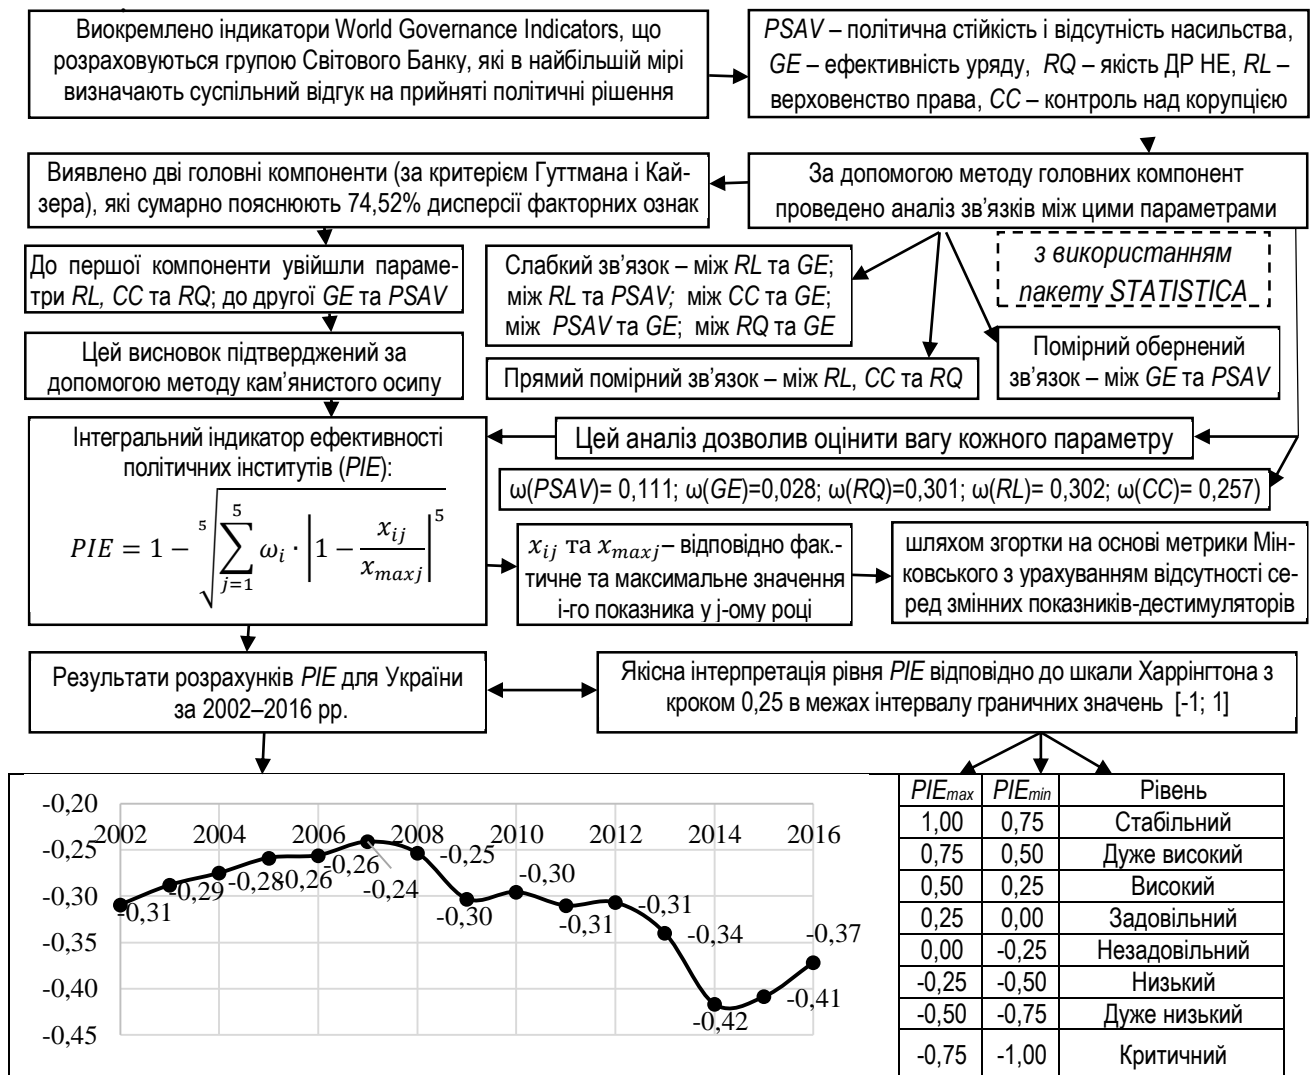 Виокремлено індикатори World Governance Indicators, що
розраховуються групою Світового Банку, які в найбільшій мірі
визначають суспільний відгук на прийняті політичні рішення
PSAV – політична стійкість і відсутність насильства,
GE – ефективність уряду, RQ – якість ДР НЕ, RL –
верховенство права, CC – контроль над корупцією
Виявлено дві головні компоненти (за критерієм Гуттмана і Кай-
зера), які сумарно пояснюють 74,52% дисперсії факторних ознак
За допомогою методу головних компонент
проведено аналіз зв’язків між цими параметрами
До першої компоненти увійшли параме-
три RL, CC та RQ; до другої GE та PSAV
Слабкий зв’язок – між RL та GE;
між RL та PSAV; між CC та GE;
між PSAV та GE; між RQ та GE
з використанням
пакету STATISTICA
Цей висновок підтверджений за
допомогою методу кам’янистого осипу
Прямий помірний зв’язок – між RL, CC та RQ
Помірний обернений
зв’язок – між GE та PSAV
Інтегральний індикатор ефективності
політичних інститутів (PIE):
PIE = 1 − ⁵√(∑_{j=1}^{5} ω_i · |1 − x_{ij}/x_{maxj}|⁵)
Цей аналіз дозволив оцінити вагу кожного параметру
ω(PSAV)= 0,111; ω(GE)=0,028; ω(RQ)=0,301; ω(RL)= 0,302; ω(CC)= 0,257)
x_{ij} та x_{maxj}– відповідно фак.-
тичне та максимальне значення
і-го показника у j-ому році
шляхом згортки на основі метрики Мін-
ковського з урахуванням відсутності се-
ред змінних показників-дестимуляторів
Результати розрахунків PIE для України
за 2002–2016 рр.
Якісна інтерпретація рівня PIE відповідно до шкали Харрінгтона з
кроком 0,25 в межах інтервалу граничних значень [-1; 1]
-0,20
-0,25
-0,30
-0,35
-0,40
-0,45
2002 2004 2006 2008 2010 2012 2014 2016
-0,31
-0,29
-0,28
-0,26
-0,26
-0,24
-0,25
-0,30
-0,30
-0,31
-0,31
-0,34
-0,42
-0,41
-0,37
PIEmax PIEmin Рівень
1,00 0,75 Стабільний
0,75 0,50 Дуже високий
0,50 0,25 Високий
0,25 0,00 Задовільний
0,00 -0,25 Незадовільний
-0,25 -0,50 Низький
-0,50 -0,75 Дуже низький
-0,75 -1,00 Критичний